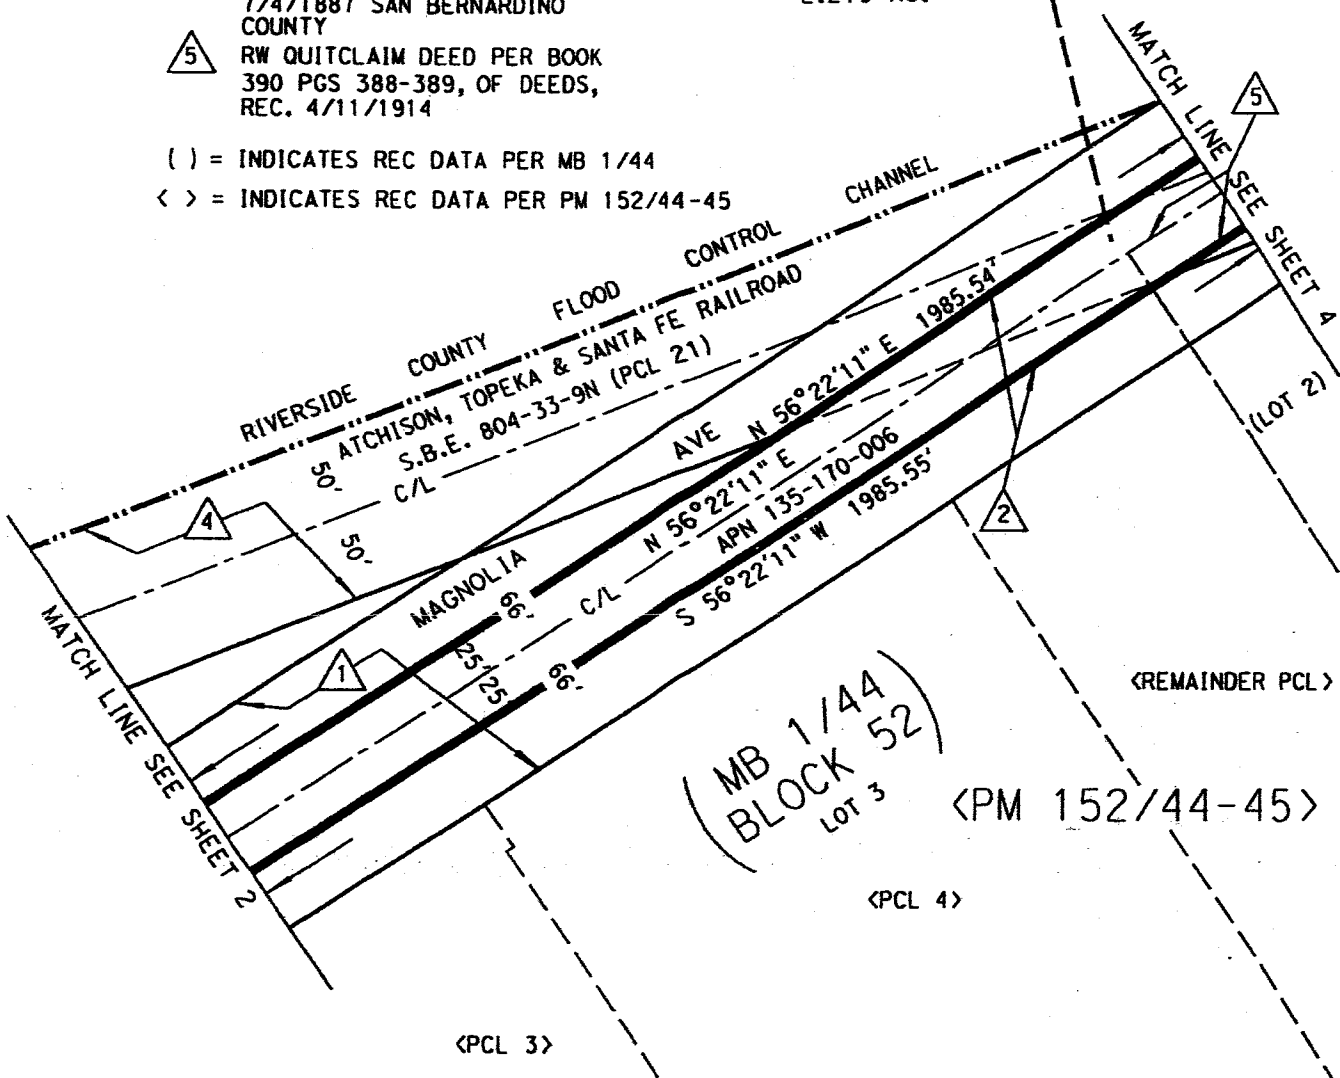 7/4/1887 SAN BERNARDINO
COUNTY
5 RW QUITCLAIM DEED PER BOOK
390 PGS 388-389, OF DEEDS,
REC. 4/11/1914
( ) = INDICATES REC DATA PER MB 1/44
< > = INDICATES REC DATA PER PM 152/44-45
MATCH LINE SEE SHEET 4
5
RIVERSIDE COUNTY FLOOD CONTROL CHANNEL
ATCHISON, TOPEKA & SANTA FE RAILROAD
S.B.E. 804-33-9N (PCL 21)
50'
C/L
50'
4
MAGNOLIA AVE
N 56°22'11" E 1985.54'
N 56°22'11" E
C/L
APN 135-170-006
S 56°22'11" W 1985.55'
66'
25' 25'
66'
2
1
(LOT 2)
MATCH LINE SEE SHEET 2
<REMAINDER PCL>
(MB 1/44
BLOCK 52)
LOT 3
<PM 152/44-45>
<PCL 4>
<PCL 3>